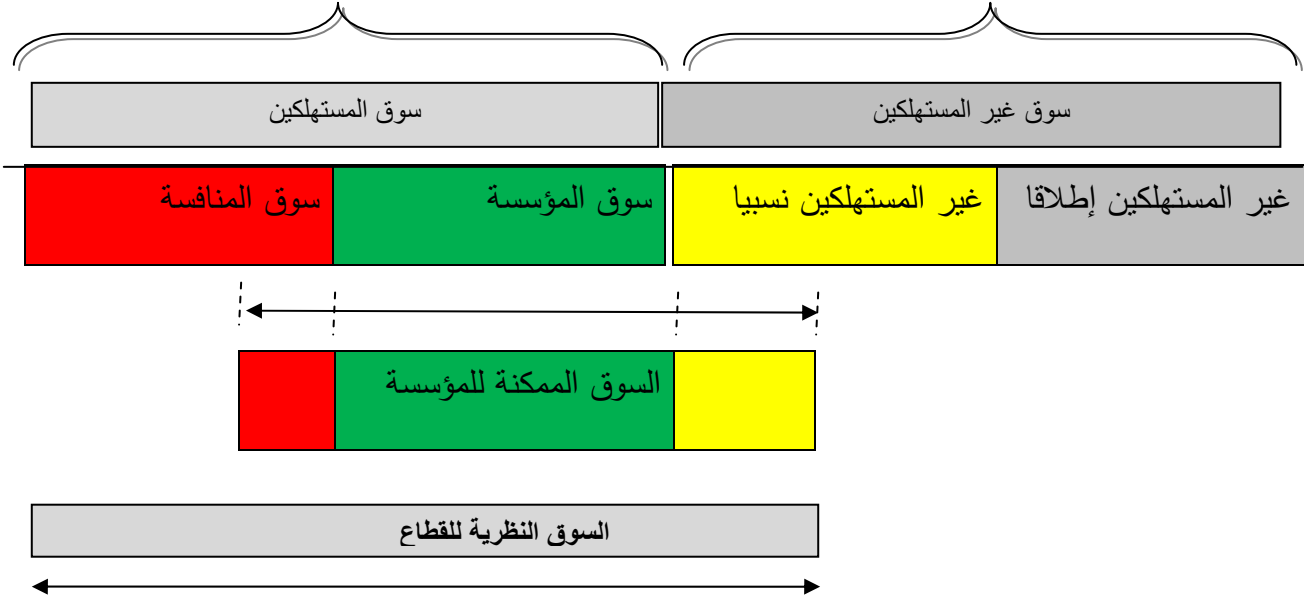 سوق غير المستهلكين
سوق المستهلكين
غير المستهلكين إطلاقا
غير المستهلكين نسبيا
سوق المؤسسة
سوق المنافسة
السوق الممكنة للمؤسسة
السوق النظرية للقطاع